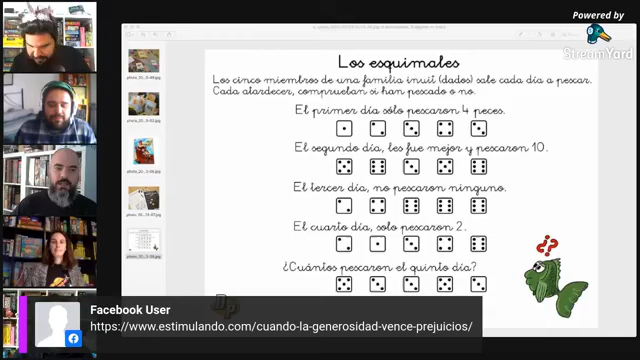 Powered by
StreamYard
Los esquimales
Los cinco miembros de una familia inuit (dados) sale cada día a pescar.
Cada atardecer, comprueban si han pescado o no.
El primer día sólo pescaron 4 peces.
El segundo día, les fue mejor y pescaron 10.
El tercer día, no pescaron ninguno.
El cuarto día, solo pescaron 2.
¿Cuántos pescaron el quinto día?
¿?
Facebook User
https://www.estimulando.com/cuando-la-generosidad-vence-prejuicios/